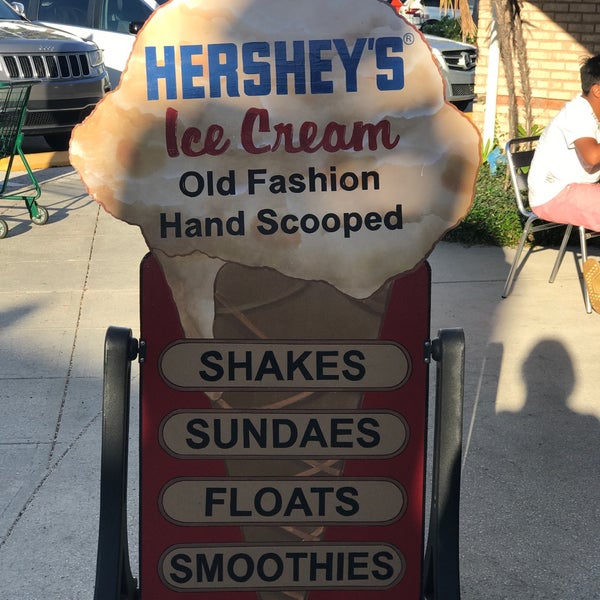 HERSHEY'S®
Ice Cream
Old Fashion
Hand Scooped
SHAKES
SUNDAES
FLOATS
SMOOTHIES